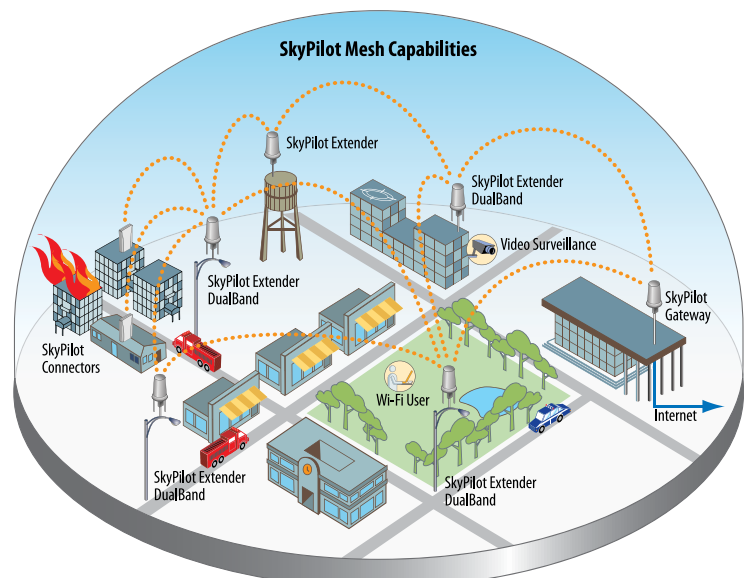 SkyPilot Mesh Capabilities
SkyPilot Extender
SkyPilot Extender
DualBand
Video Surveillance
SkyPilot Extender
DualBand
SkyPilot
Gateway
SkyPilot
Connectors
Wi-Fi User
Internet
SkyPilot Extender
DualBand
SkyPilot Extender
DualBand